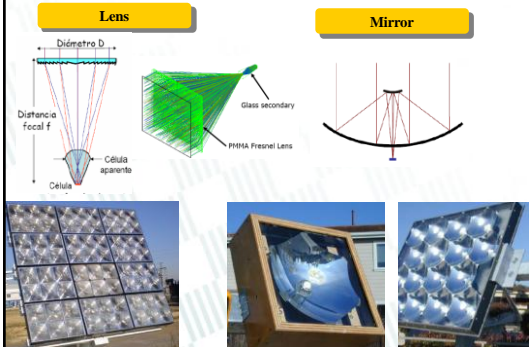 Lens
Mirror
Diámetro D
Distancia
focal f
Célula
aparente
Célula
Glass secondary
PMMA Fresnel Lens